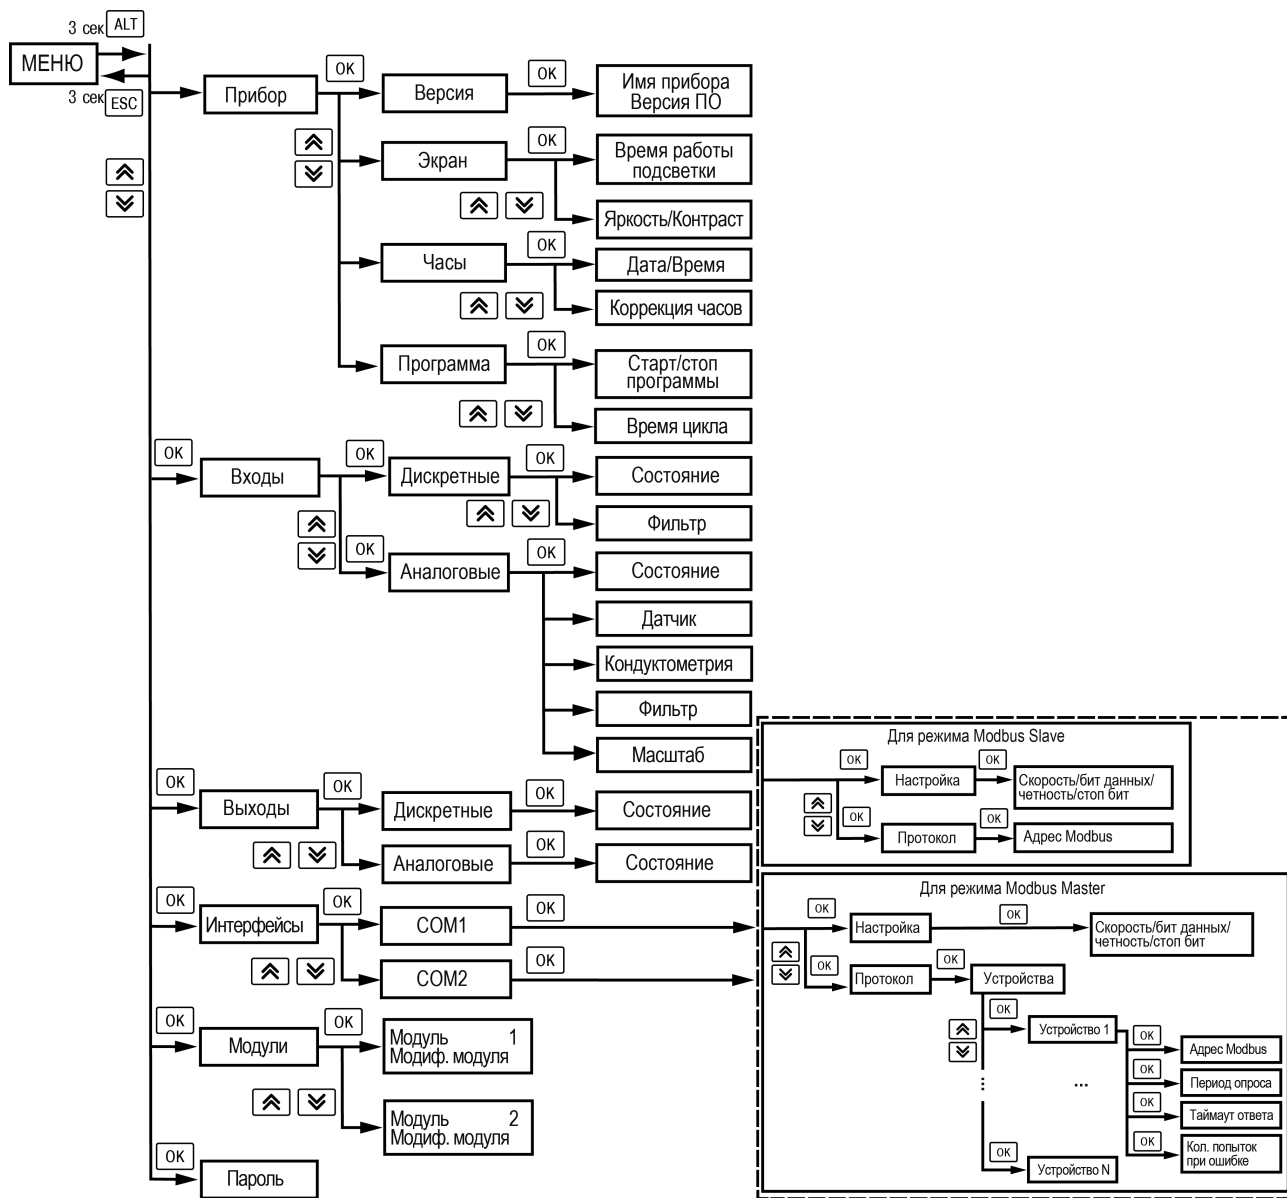 3 сек ALT
МЕНЮ
3 сек ESC
Прибор
OK
Версия
OK
Имя прибора
Версия ПО
Экран
OK
Время работы
подсветки
Яркость/Контраст
Часы
OK
Дата/Время
Коррекция часов
Программа
OK
Старт/стоп
программы
Время цикла
OK
Входы
OK
Дискретные
OK
Состояние
Фильтр
OK
Аналоговые
OK
Состояние
Датчик
Кондуктометрия
Фильтр
Масштаб
OK
Выходы
OK
Дискретные
OK
Состояние
Аналоговые
OK
Состояние
OK
Интерфейсы
OK
COM1
OK
COM2
OK
OK
Модули
OK
Модуль 1
Модиф. модуля
Модуль 2
Модиф. модуля
OK
Пароль
Для режима Modbus Slave
OK
Настройка
OK
Скорость/бит данных/
четность/стоп бит
OK
Протокол
OK
Адрес Modbus
Для режима Modbus Master
OK
Настройка
OK
Скорость/бит данных/
четность/стоп бит
OK
Протокол
OK
Устройства
OK
Устройство 1
OK
Адрес Modbus
OK
Период опроса
...
...
OK
Таймаут ответа
OK
Кол. попыток
при ошибке
OK
Устройство N